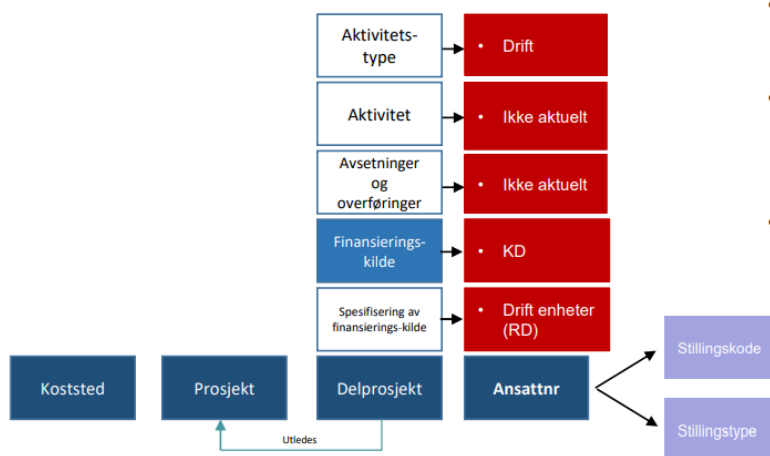 Aktivitets-
type
• Drift
Aktivitet
• Ikke aktuelt
Avsetninger
og
overføringer
• Ikke aktuelt
Finansierings-
kilde
• KD
Spesifisering av
finansierings-kilde
• Drift enheter
(RD)
Stillingskode
Koststed
Prosjekt
Delprosjekt
Ansattnr
Stillingstype
Utledes